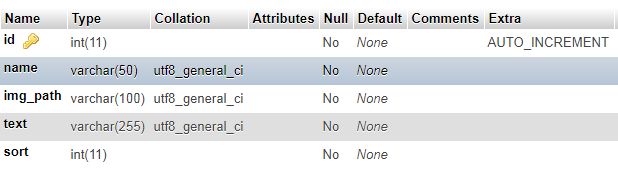 Name Type Collation Attributes Null Default Comments Extra
id int(11) No None AUTO_INCREMENT
name varchar(50) utf8_general_ci No None
img_path varchar(100) utf8_general_ci No None
text varchar(255) utf8_general_ci No None
sort int(11) No None